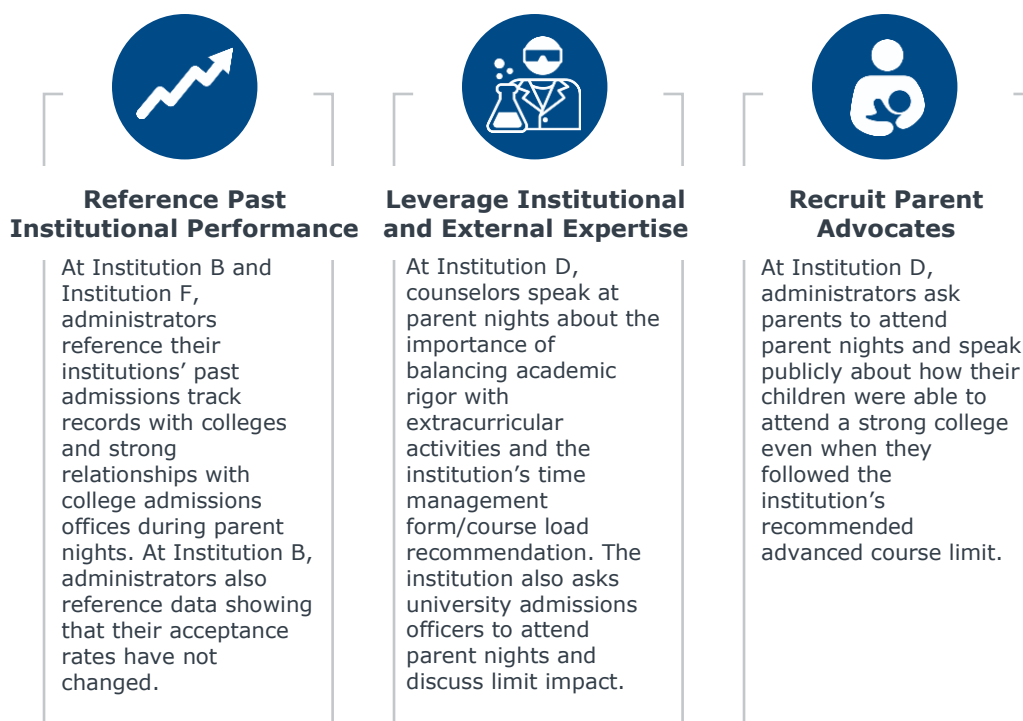 Reference Past
Institutional Performance
At Institution B and
Institution F,
administrators
reference their
institutions’ past
admissions track
records with colleges
and strong
relationships with
college admissions
offices during parent
nights. At Institution B,
administrators also
reference data showing
that their acceptance
rates have not
changed.
Leverage Institutional
and External Expertise
At Institution D,
counselors speak at
parent nights about the
importance of
balancing academic
rigor with
extracurricular
activities and the
institution’s time
management
form/course load
recommendation. The
institution also asks
university admissions
officers to attend
parent nights and
discuss limit impact.
Recruit Parent
Advocates
At Institution D,
administrators ask
parents to attend
parent nights and speak
publicly about how their
children were able to
attend a strong college
even when they
followed the
institution’s
recommended
advanced course limit.